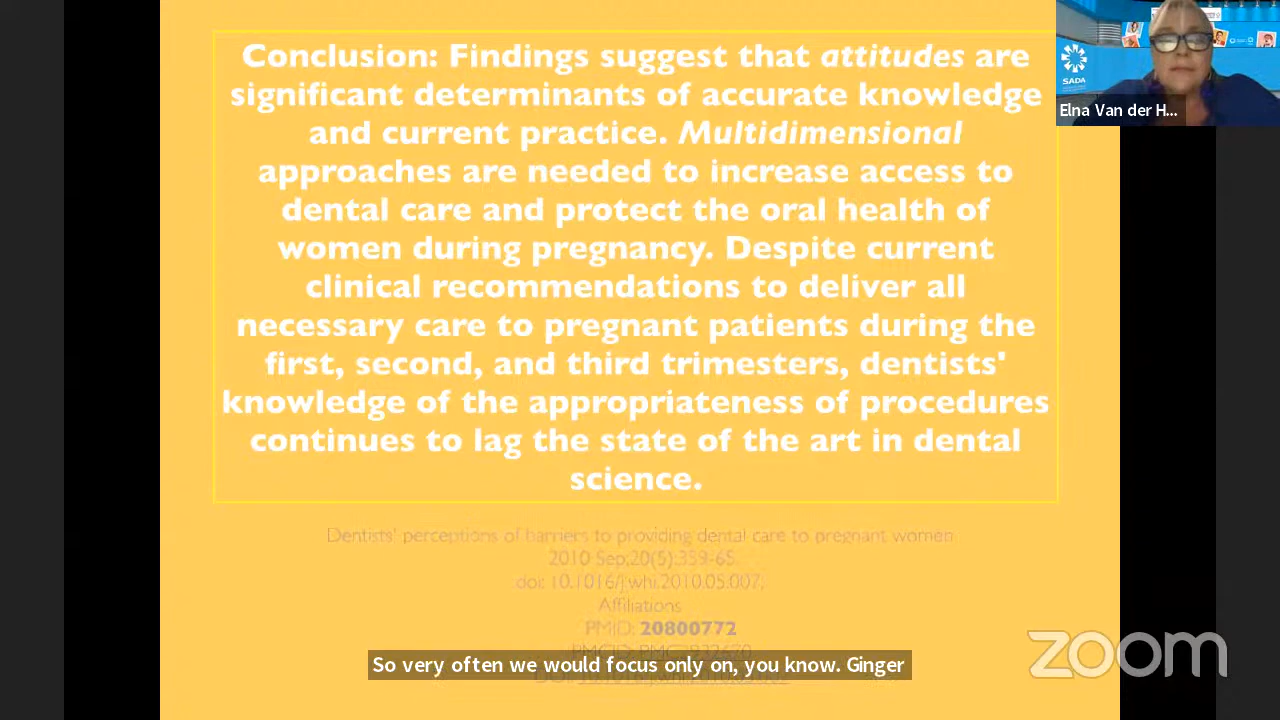 Conclusion: Findings suggest that attitudes are
significant determinants of accurate knowledge
and current practice. Multidimensional
approaches are needed to increase access to
dental care and protect the oral health of
women during pregnancy. Despite current
clinical recommendations to deliver all
necessary care to pregnant patients during the
first, second, and third trimesters, dentists'
knowledge of the appropriateness of procedures
continues to lag the state of the art in dental
science.
Dentists' perceptions of barriers to providing dental care to pregnant women
2010 Sep;20(5):359-65.
doi: 10.1016/j.whi.2010.05.007.
Affiliations
PMID: 20800772
So very often we would focus only on, you know. Ginger
SADA
Elna Van der H...
zoom